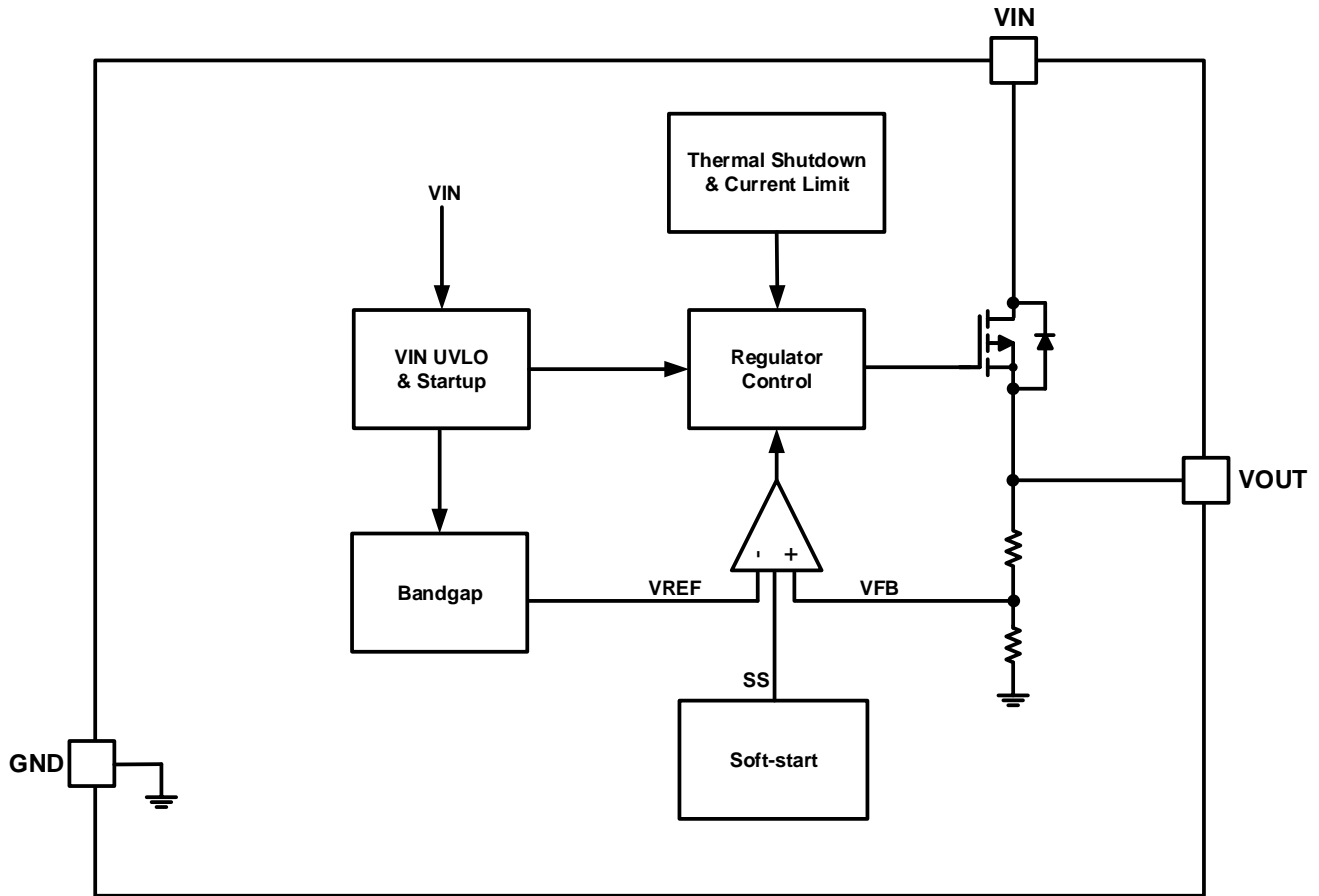 VIN
Thermal Shutdown
& Current Limit
VIN
VIN UVLO
& Startup
Regulator
Control
VOUT
- +
Bandgap
VREF
VFB
SS
Soft-start
GND